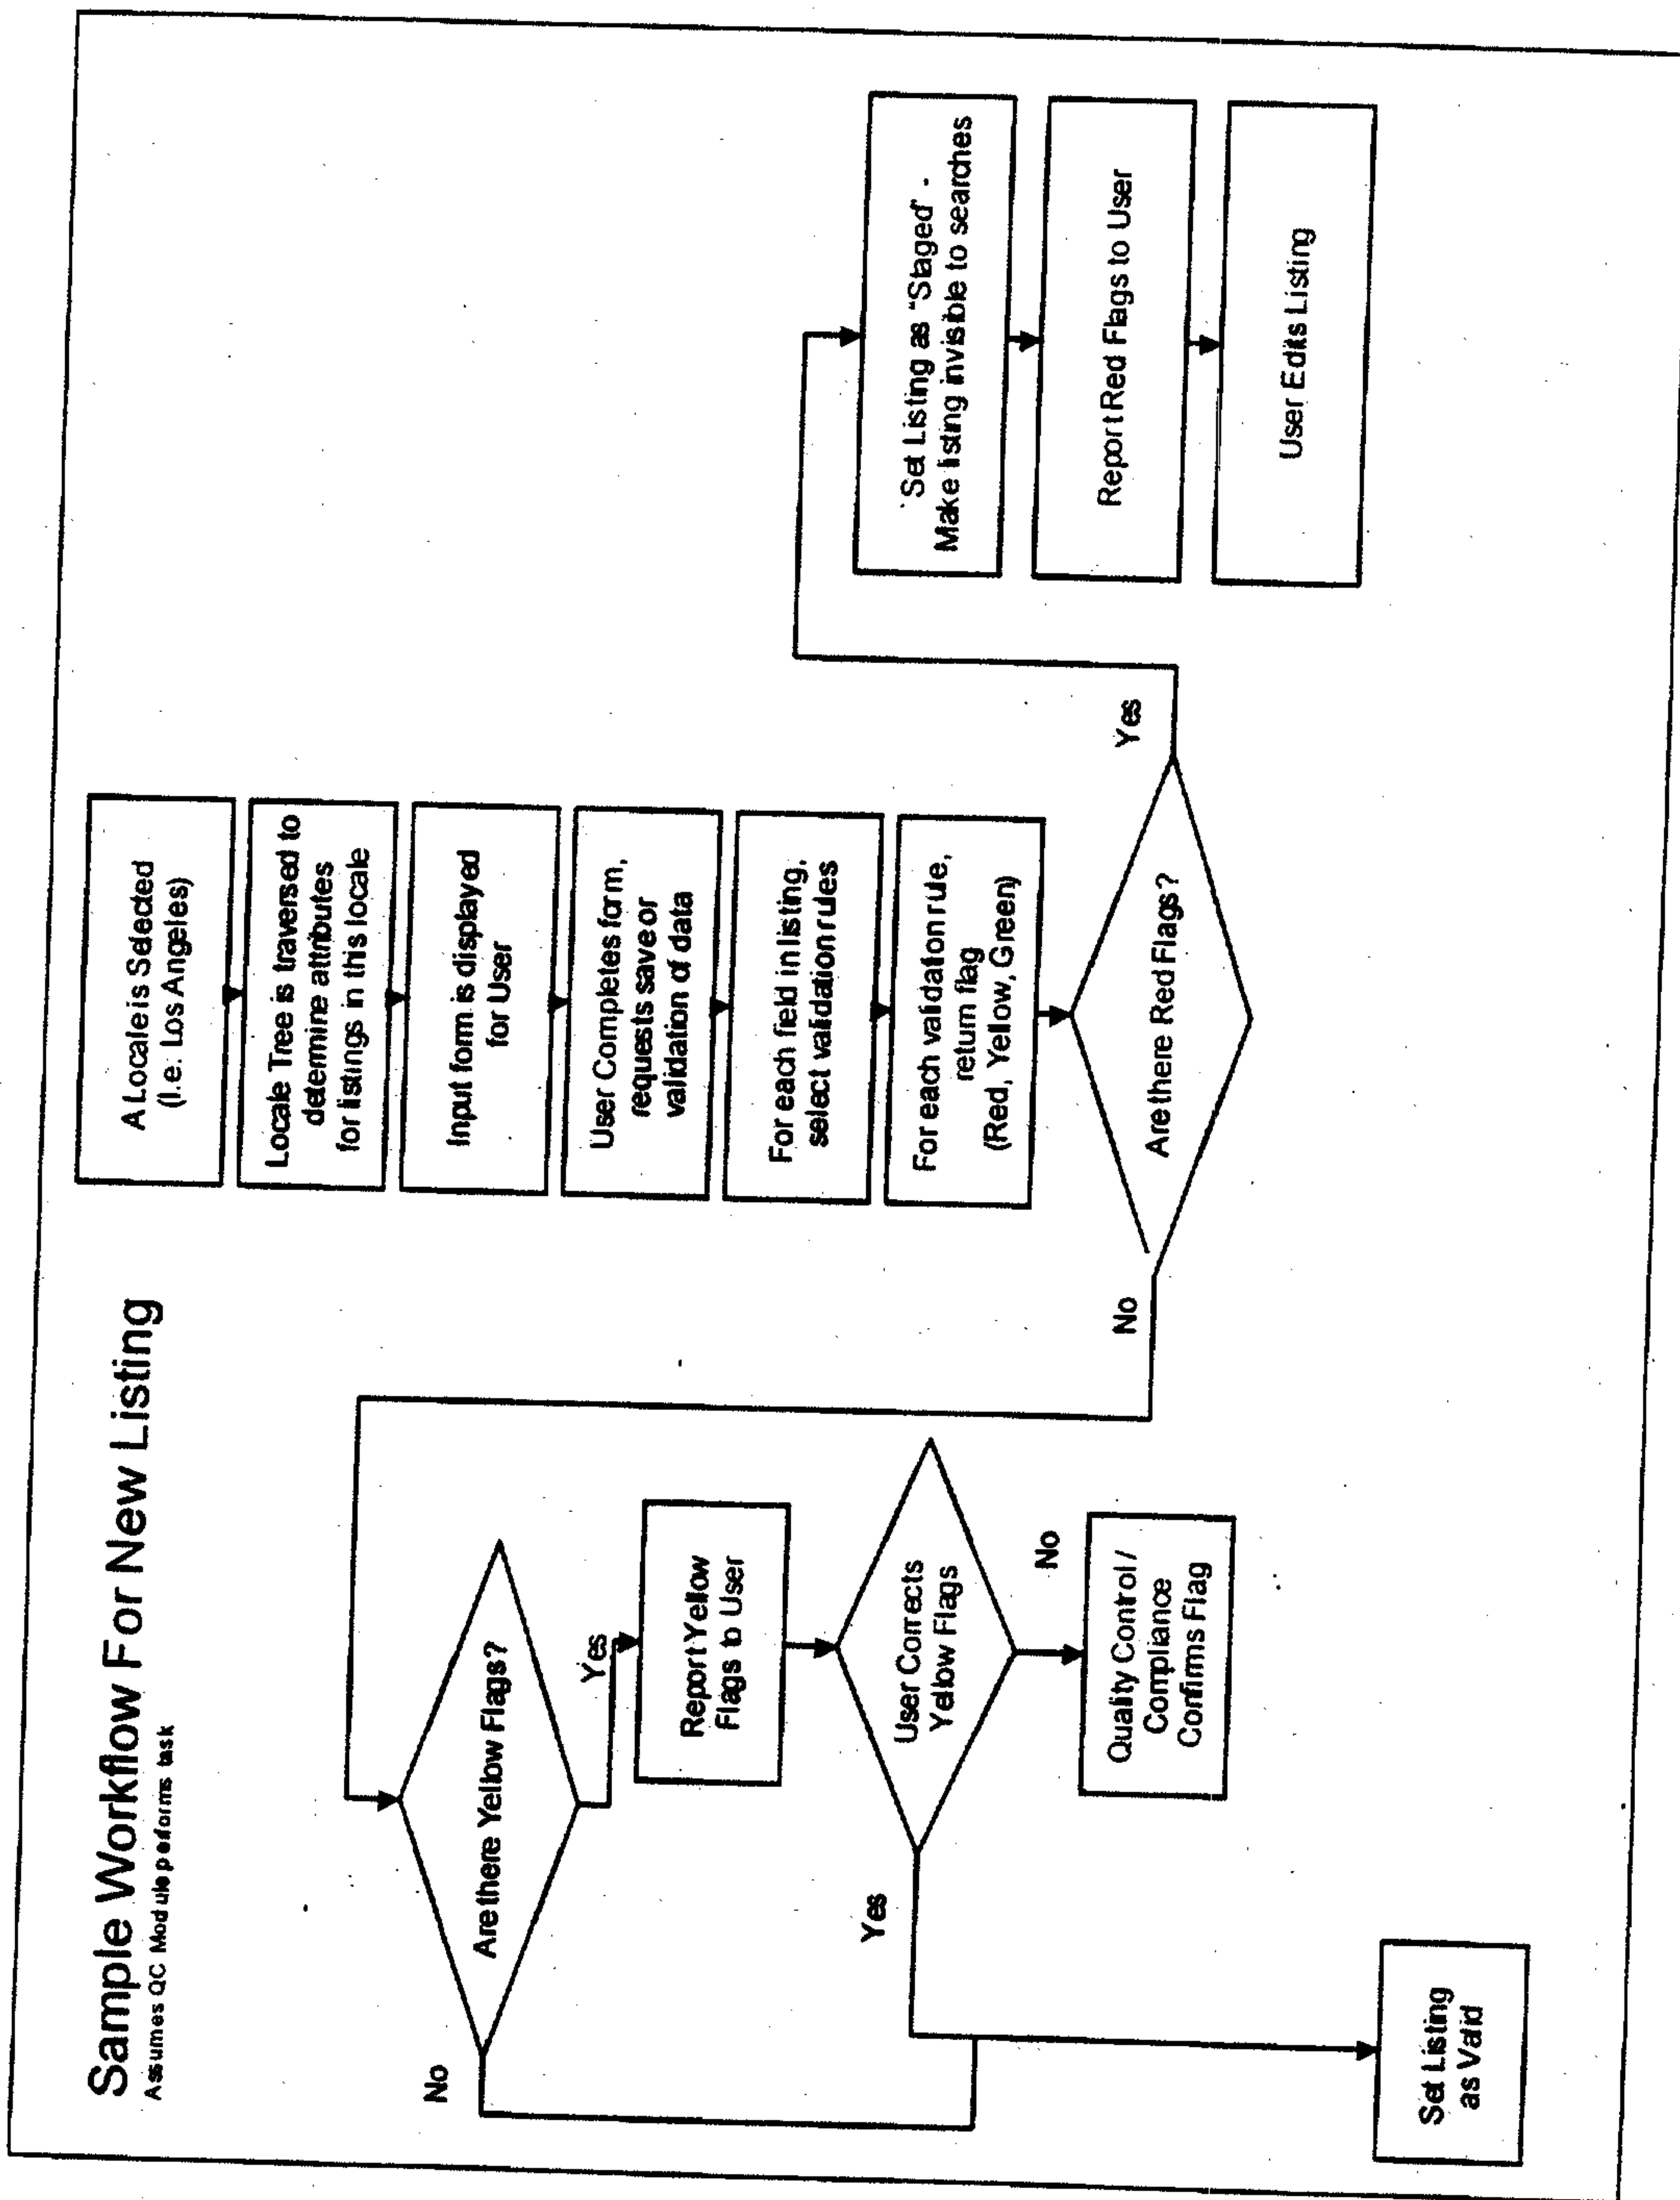 Sample Workflow For New Listing
Assumes QC Module performs task
A Locale is Selected
(I.e. Los Angeles)
Locale Tree is traversed to
determine attributes
for listings in this locale
Input form is displayed
for User
User Completes form,
requests save or
validation of data
For each field in listing,
select validation rules
For each validation rule,
return flag
(Red, Yellow, Green)
Are there Red Flags?
No
Yes
Set Listing as "Staged" -
Make listing invisible to searches
Report Red Flags to User
User Edits Listing
Are there Yellow Flags?
No
Yes
Report Yellow
Flags to User
User Corrects
Yellow Flags
Yes
No
Quality Control /
Compliance
Confirms Flag
Set Listing
as Valid